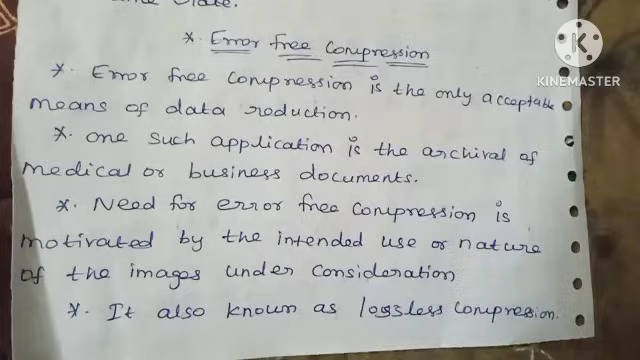 * Error free Compression
KINEMASTER
* Error free compression is the only acceptable
means of data reduction.
* one such application is the archival of
medical or business documents.
* Need for error free compression is
motivated by the intended use or nature
of the images under consideration
* It also known as lossless compression.